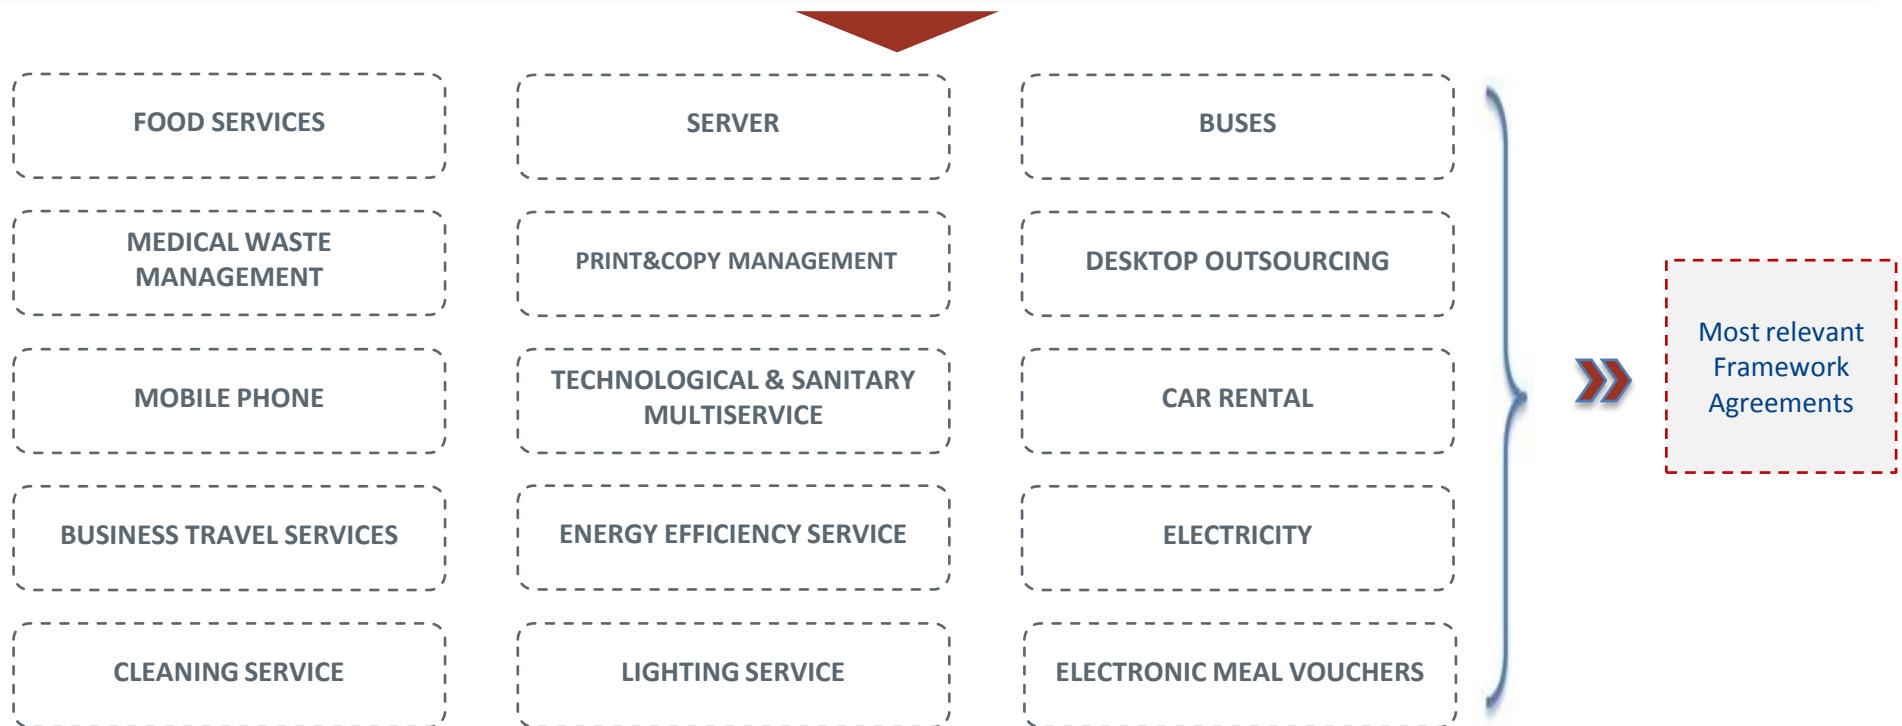 FOOD SERVICES
SERVER
BUSES
MEDICAL WASTE
MANAGEMENT
PRINT&COPY MANAGEMENT
DESKTOP OUTSOURCING
MOBILE PHONE
TECHNOLOGICAL & SANITARY
MULTISERVICE
CAR RENTAL
BUSINESS TRAVEL SERVICES
ENERGY EFFICIENCY SERVICE
ELECTRICITY
CLEANING SERVICE
LIGHTING SERVICE
ELECTRONIC MEAL VOUCHERS
Most relevant
Framework
Agreements